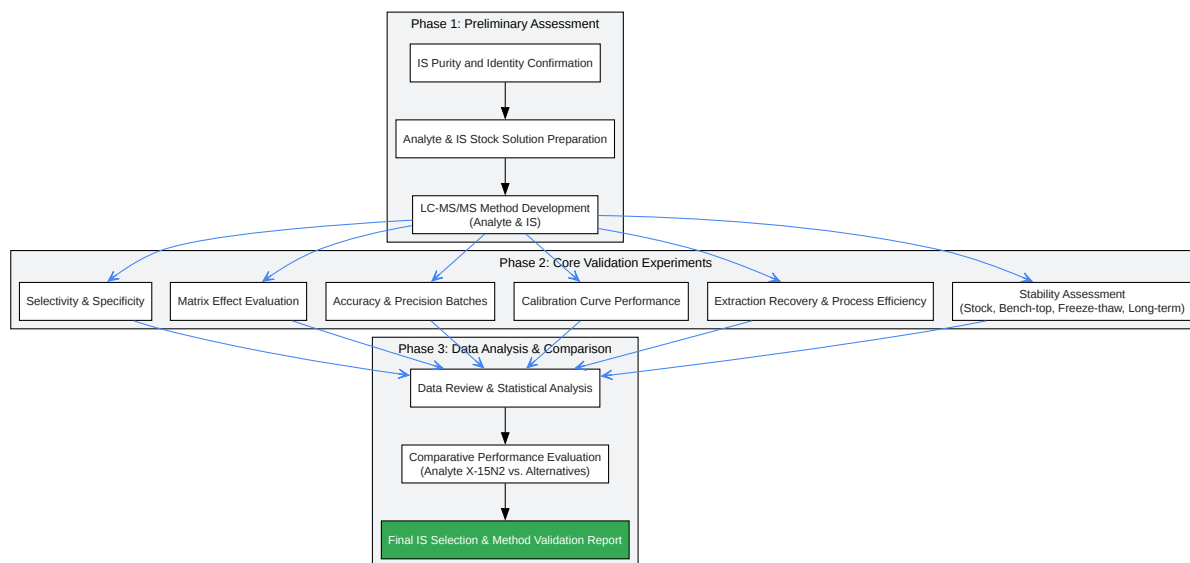 Phase 1: Preliminary Assessment
IS Purity and Identity Confirmation
Analyte & IS Stock Solution Preparation
LC-MS/MS Method Development
(Analyte & IS)
Phase 2: Core Validation Experiments
Selectivity & Specificity
Matrix Effect Evaluation
Accuracy & Precision Batches
Calibration Curve Performance
Extraction Recovery & Process Efficiency
Stability Assessment
(Stock, Bench-top, Freeze-thaw, Long-term)
Phase 3: Data Analysis & Comparison
Data Review & Statistical Analysis
Comparative Performance Evaluation
(Analyte X-15N2 vs. Alternatives)
Final IS Selection & Method Validation Report